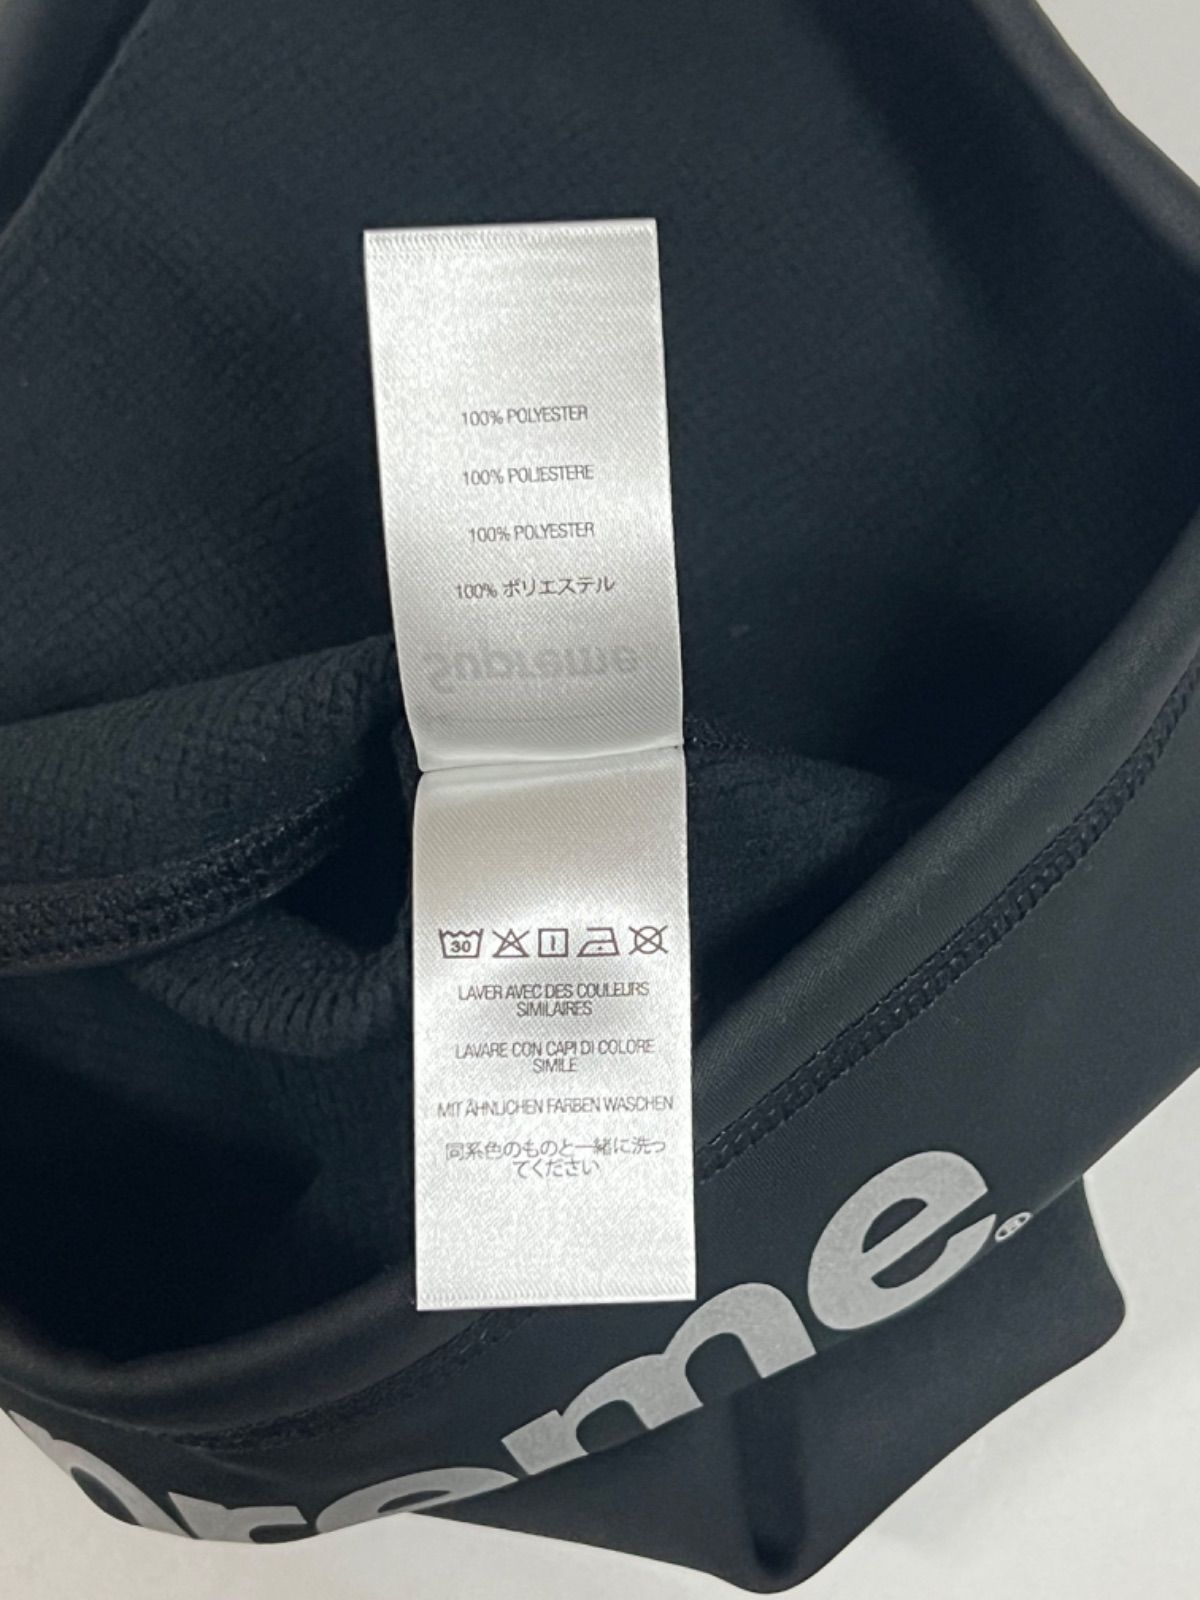 100% POLYESTER
100% POLIESTERE
100% POLYESTER
100% ポリエステル
Supreme
30
LAVER AVEC DES COULEURS
SIMILAIRES
LAVARE CON CAPI DI COLORE
SIMILE
MIT ÄHNLICHEN FARBEN WASCHEN
同系色のものと一緒に洗っ
てください
preme®